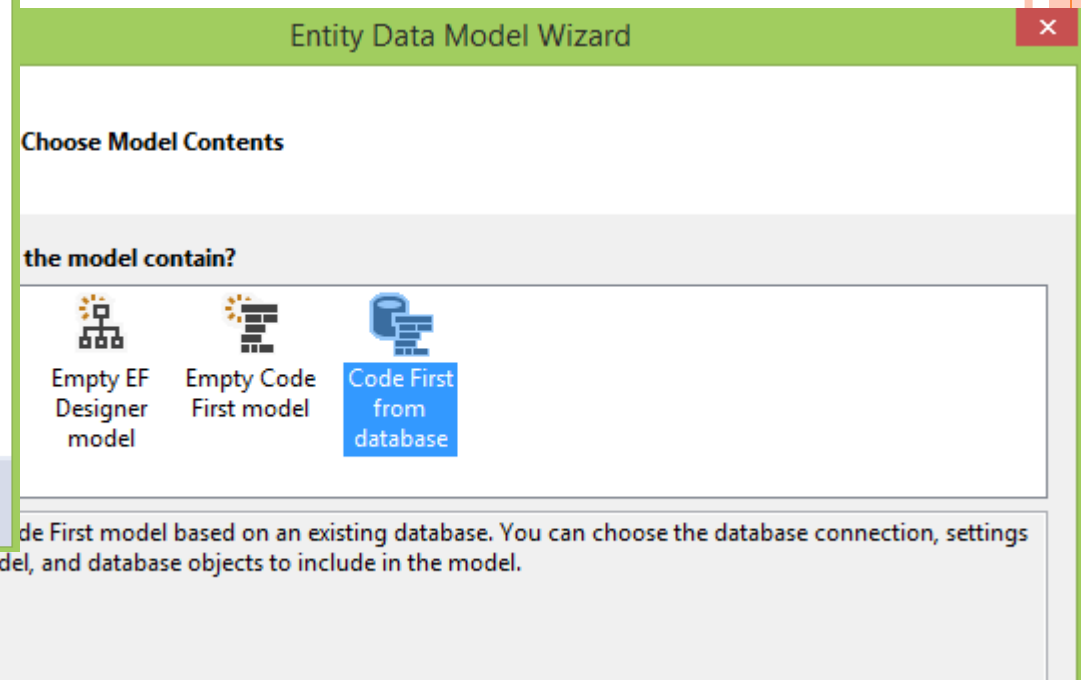 Entity Data Model Wizard
Choose Model Contents
the model contain?
Empty EF
Designer
model
Empty Code
First model
Code First
from
database
de First model based on an existing database. You can choose the database connection, settings
del, and database objects to include in the model.